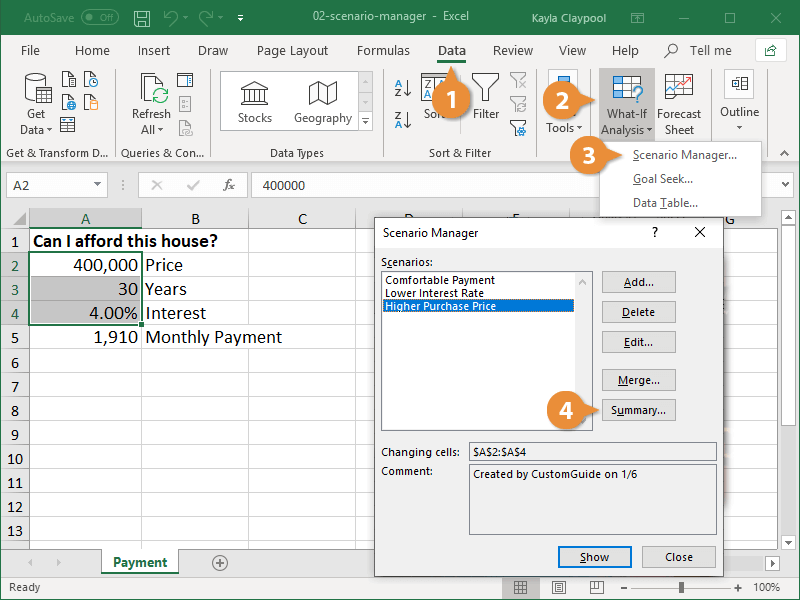 AutoSave Off 02-scenario-manager - Excel Kayla Claypool
File Home Insert Draw Page Layout Formulas Data Review View Help Tell me
Get Data
Refresh All
Stocks Geography
A Z
Z A
Filter
Tools
What-If Analysis
Forecast Sheet
Outline
Get & Transform D... Queries & Con... Data Types Sort & Filter
1
2
3
Scenario Manager...
Goal Seek...
Data Table...
A2 fx 400000
A B C
1 Can I afford this house?
2 400,000 Price
3 30 Years
4 4.00% Interest
5 1,910 Monthly Payment
6
7
8
9
10
11
12
13
Scenario Manager ?
Scenarios:
Comfortable Payment
Lower Interest Rate
Higher Purchase Price
Add...
Delete
Edit...
Merge...
4 Summary...
Changing cells: $A$2:$A$4
Comment: Created by CustomGuide on 1/6
Show Close
Payment
Ready 100%